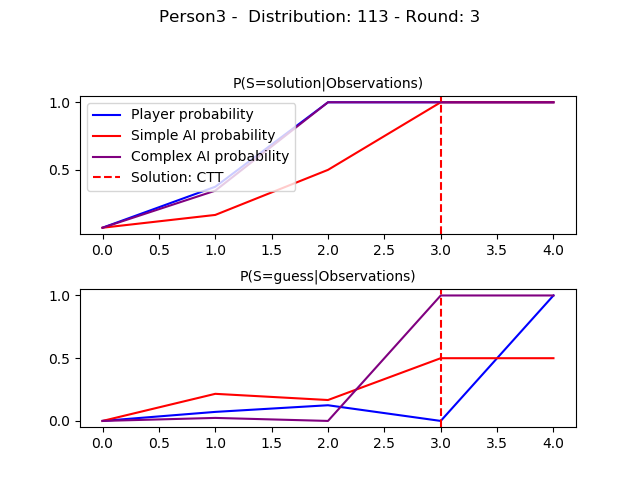 Person3 -  Distribution: 113 - Round: 3
P(S=solution|Observations)
1.0
0.5
Player probability
Simple AI probability
Complex AI probability
Solution: CTT
0.0 0.5 1.0 1.5 2.0 2.5 3.0 3.5 4.0
P(S=guess|Observations)
1.0
0.5
0.0
0.0 0.5 1.0 1.5 2.0 2.5 3.0 3.5 4.0